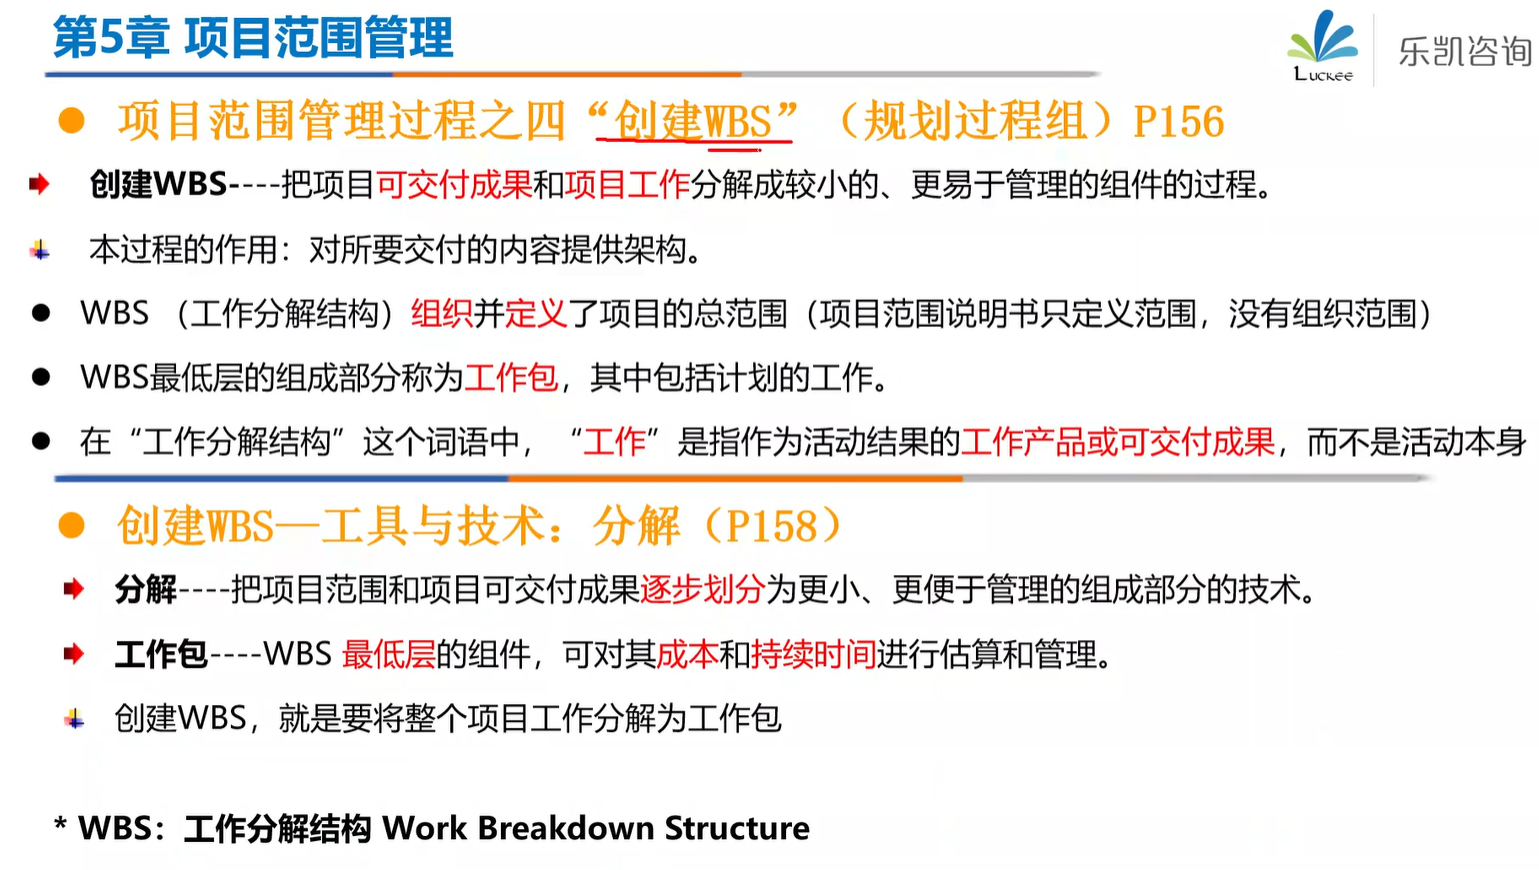 第5章 项目范围管理
Luckee
乐凯咨询
项目范围管理过程之四“创建WBS”（规划过程组）P156
创建WBS----把项目可交付成果和项目工作分解成较小的、更易于管理的组件的过程。
本过程的作用：对所要交付的内容提供架构。
WBS （工作分解结构）组织并定义了项目的总范围（项目范围说明书只定义范围，没有组织范围）
WBS最低层的组成部分称为工作包，其中包括计划的工作。
在“工作分解结构”这个词语中，“工作”是指作为活动结果的工作产品或可交付成果，而不是活动本身
创建WBS—工具与技术：分解（P158）
分解----把项目范围和项目可交付成果逐步划分为更小、更便于管理的组成部分的技术。
工作包----WBS 最低层的组件，可对其成本和持续时间进行估算和管理。
创建WBS，就是要将整个项目工作分解为工作包
* WBS：工作分解结构 Work Breakdown Structure